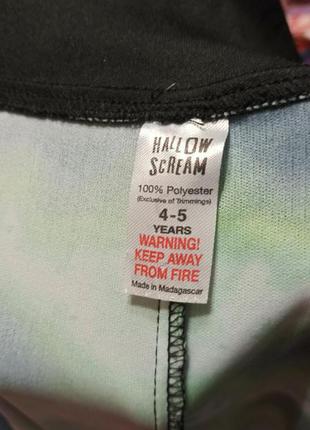 HALLOW
SCREAM
100% Polyester
(Exclusive of Trimmings)
4-5
YEARS
WARNING!
KEEP AWAY
FROM FIRE
Made in Madagascar